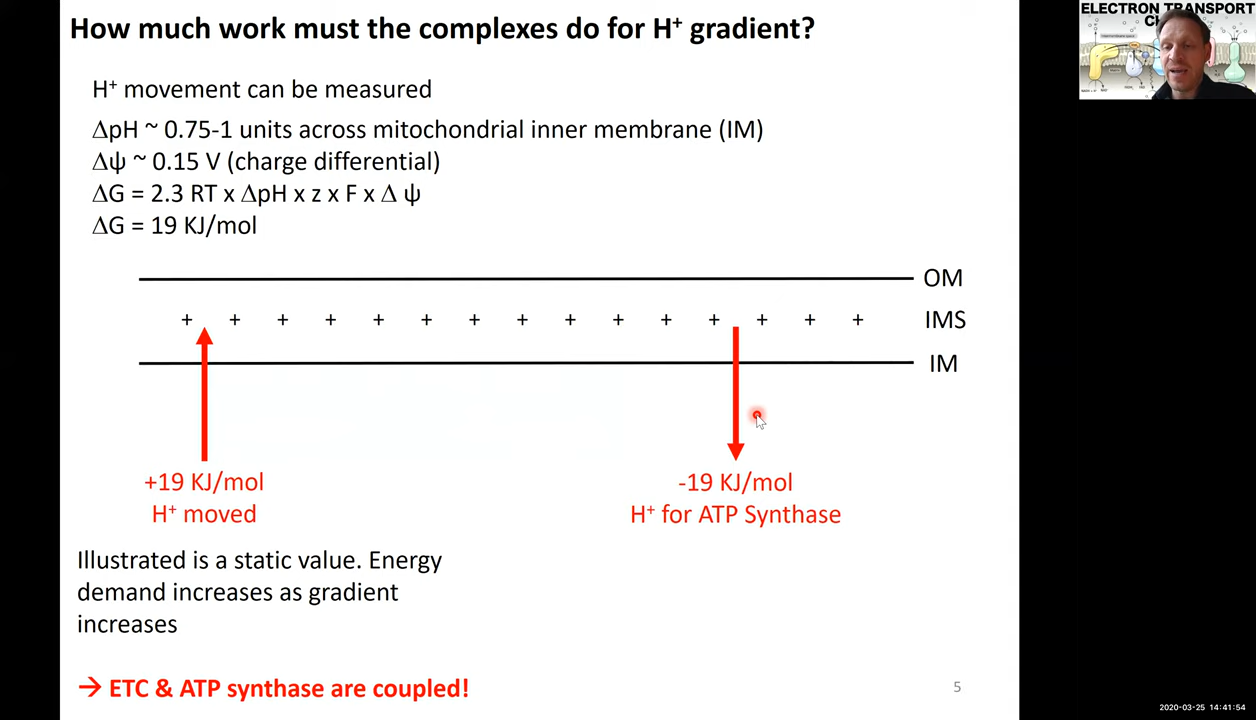 How much work must the complexes do for H⁺ gradient?
ELECTRON TRANSPORT
H⁺ movement can be measured
ΔpH ~ 0.75-1 units across mitochondrial inner membrane (IM)
Δψ ~ 0.15 V (charge differential)
ΔG = 2.3 RT x ΔpH x z x F x Δ ψ
ΔG = 19 KJ/mol
OM
+ + + + + + + + + + + + + + + IMS
IM
+19 KJ/mol
H⁺ moved
-19 KJ/mol
H⁺ for ATP Synthase
Illustrated is a static value. Energy
demand increases as gradient
increases
→ ETC & ATP synthase are coupled!
5
2020-03-25 14:41:54